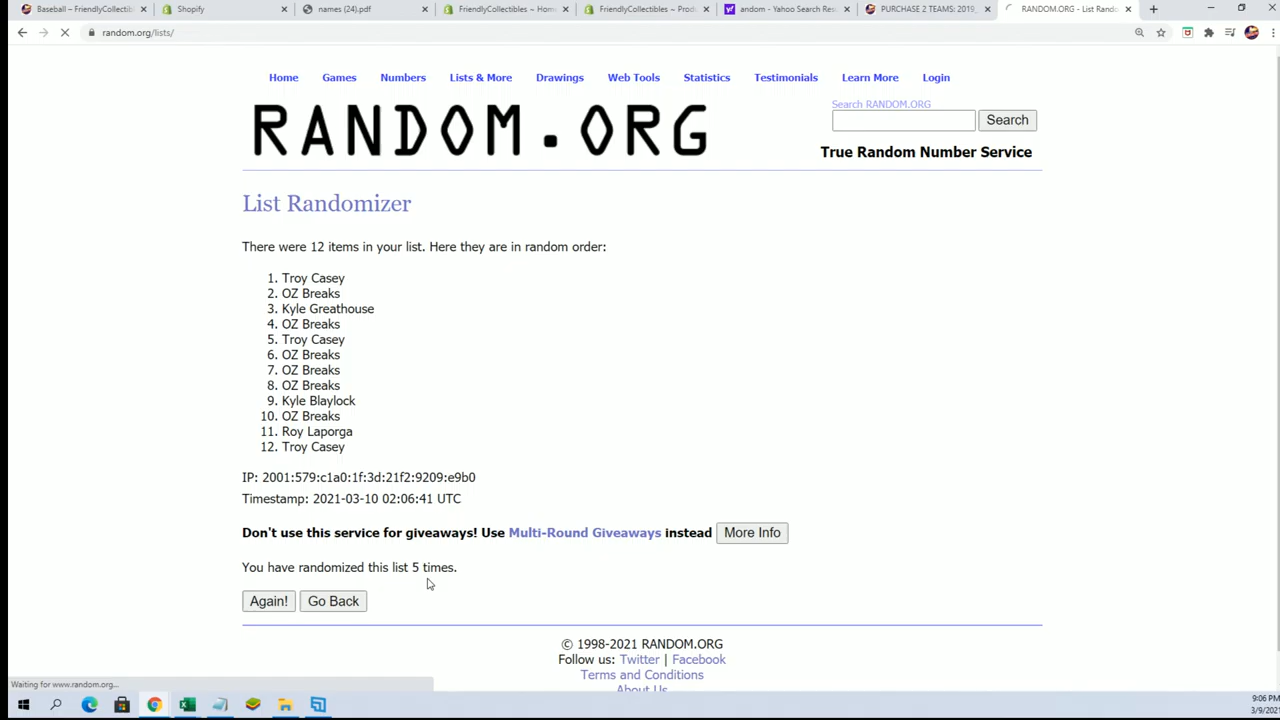 Baseball ~ FriendlyCollectibl
Shopify
names (24).pdf
FriendlyCollectibles ~ Home
FriendlyCollectibles ~ Produ
andom - Yahoo Search Res
PURCHASE 2 TEAMS: 2019
RANDOM.ORG - List Rando
random.org/lists/
Home Games Numbers Lists & More Drawings Web Tools Statistics Testimonials Learn More Login
RANDOM.ORG
Search RANDOM.ORG
Search
True Random Number Service
List Randomizer
There were 12 items in your list. Here they are in random order:
1. Troy Casey
2. OZ Breaks
3. Kyle Greathouse
4. OZ Breaks
5. Troy Casey
6. OZ Breaks
7. OZ Breaks
8. OZ Breaks
9. Kyle Blaylock
10. OZ Breaks
11. Roy Laporga
12. Troy Casey
IP: 2001:579:c1a0:1f:3d:21f2:9209:e9b0
Timestamp: 2021-03-10 02:06:41 UTC
Don't use this service for giveaways! Use Multi-Round Giveaways instead More Info
You have randomized this list 5 times.
Again! Go Back
© 1998-2021 RANDOM.ORG
Follow us: Twitter | Facebook
Terms and Conditions
About Us
Waiting for www.random.org...
9:06 PM
3/9/2021